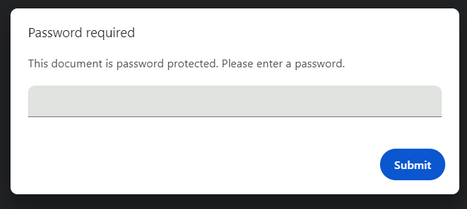 Password required
This document is password protected. Please enter a password.
Submit